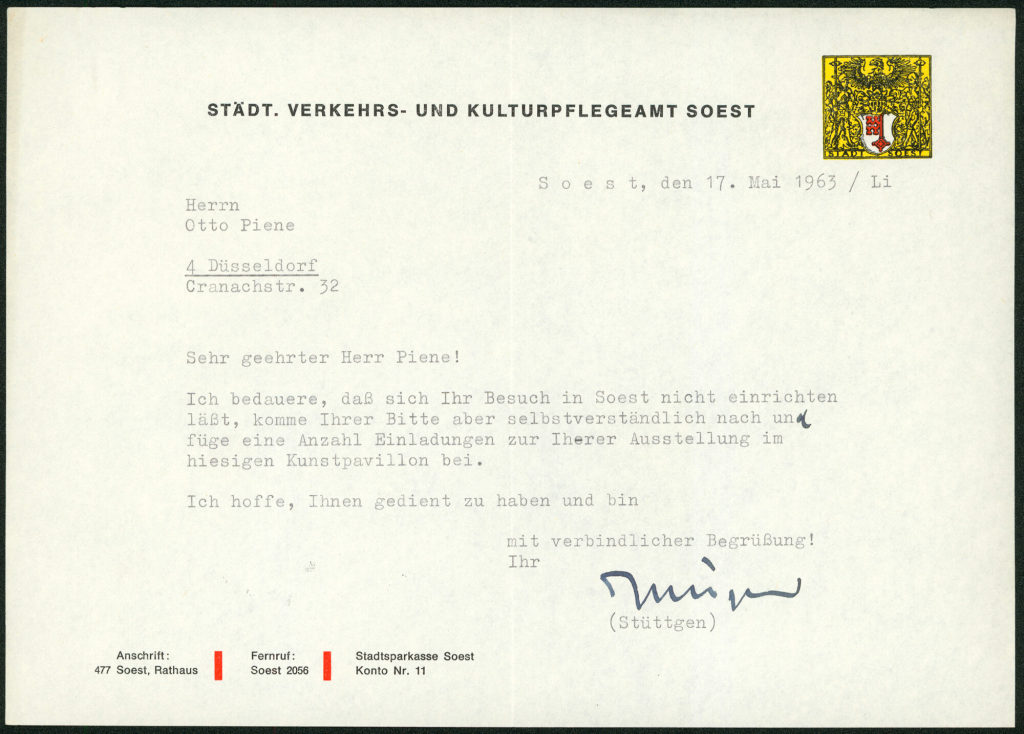 STÄDT. VERKEHRS- UND KULTURPFLEGEAMT SOEST
STADT SOEST
S o e s t, den 17. Mai 1963 / Li
Herrn
Otto Piene
4 Düsseldorf
Cranachstr. 32
Sehr geehrter Herr Piene!
Ich bedauere, daß sich Ihr Besuch in Soest nicht einrichten
läßt, komme Ihrer Bitte aber selbstverständlich nach und
füge eine Anzahl Einladungen zur Iherer Ausstellung im
hiesigen Kunstpavillon bei.
Ich hoffe, Ihnen gedient zu haben und bin
mit verbindlicher Begrüßung!
Ihr
(Stüttgen)
Anschrift: Fernruf: Stadtsparkasse Soest
477 Soest, Rathaus Soest 2056 Konto Nr. 11